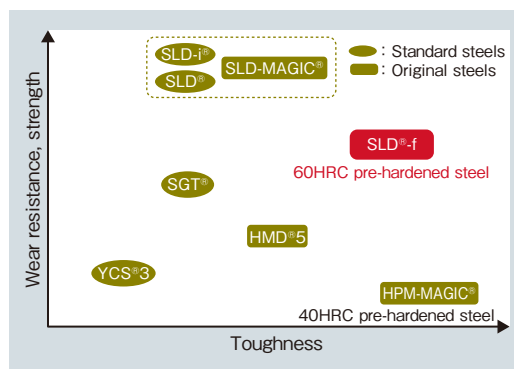 SLD-i®
SLD®
SLD-MAGIC®
: Standard steels
: Original steels
SLD®-f
60HRC pre-hardened steel
SGT®
HMD®5
YCS®3
HPM-MAGIC®
40HRC pre-hardened steel
Wear resistance, strength
Toughness